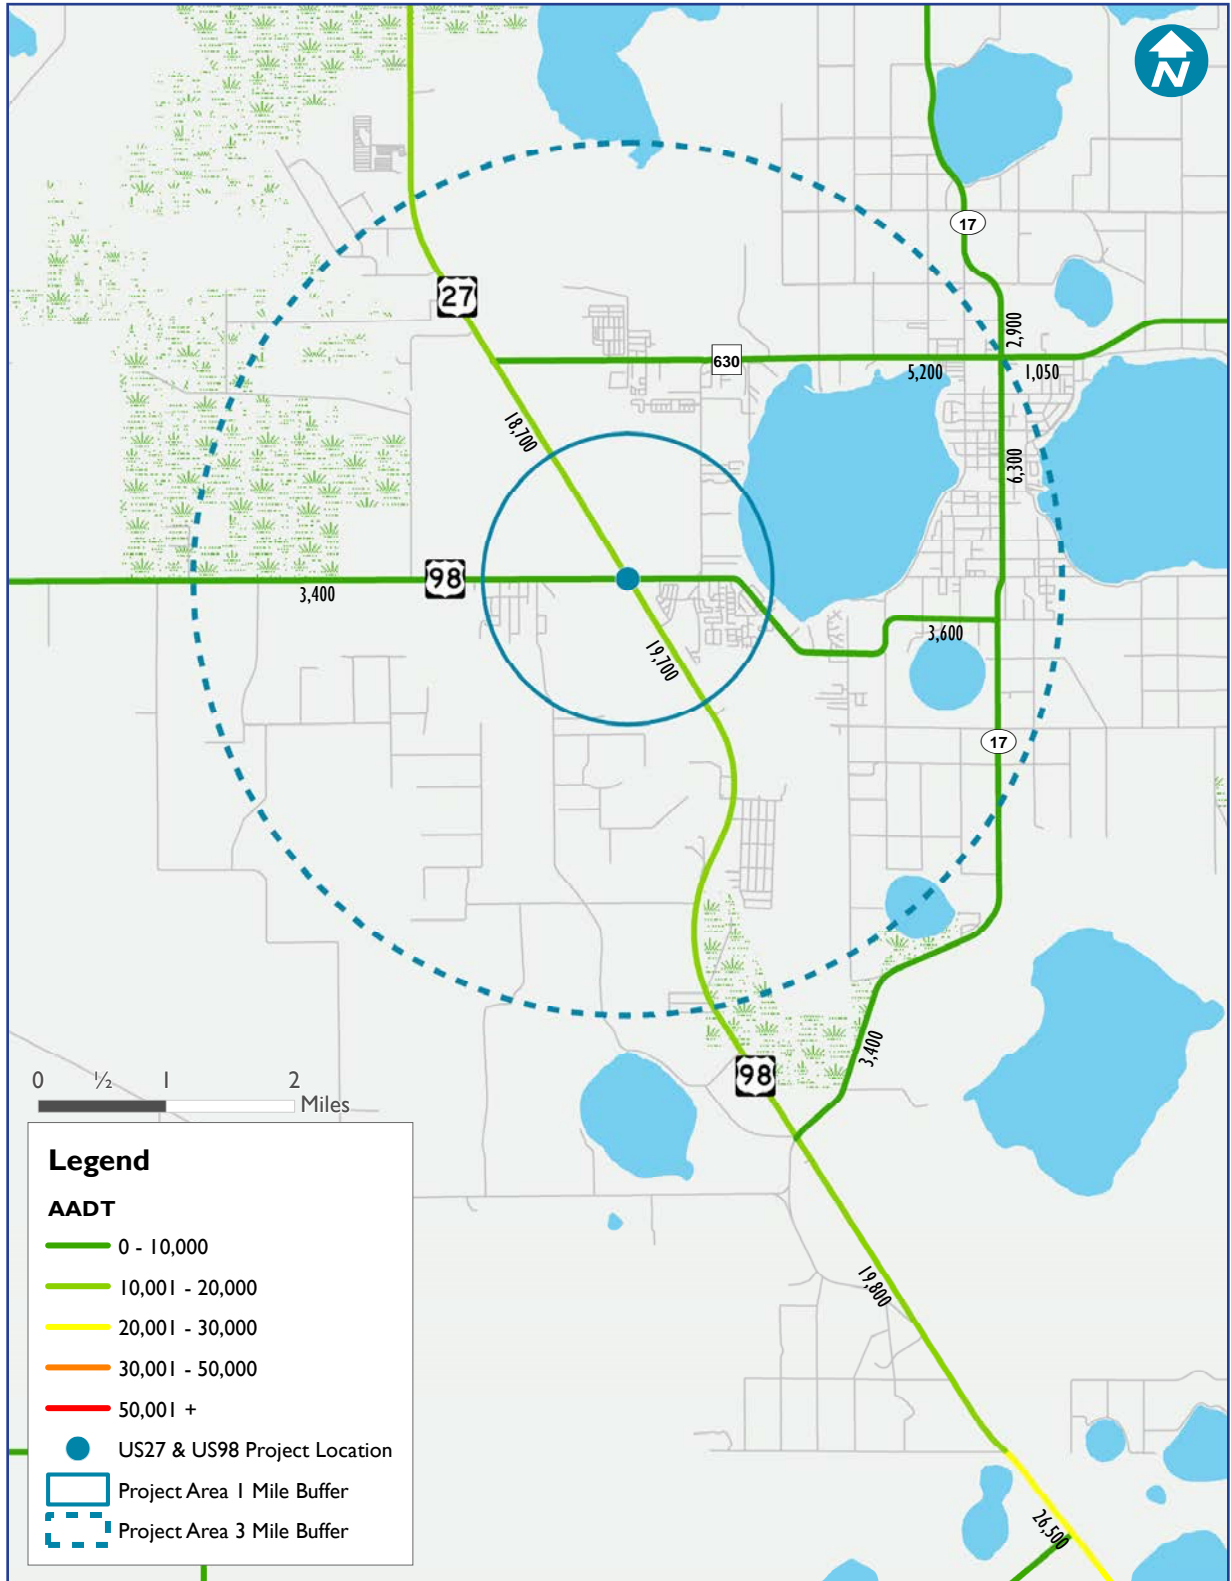 N
17
27
2,900
630
5,200
1,050
18,700
6,300
98
3,400
3,600
19,700
17
3,400
98
0 ½ 1 2
Miles
19,800
26,500
Legend
AADT
0 - 10,000
10,001 - 20,000
20,001 - 30,000
30,001 - 50,000
50,001 +
US27 & US98 Project Location
Project Area 1 Mile Buffer
Project Area 3 Mile Buffer